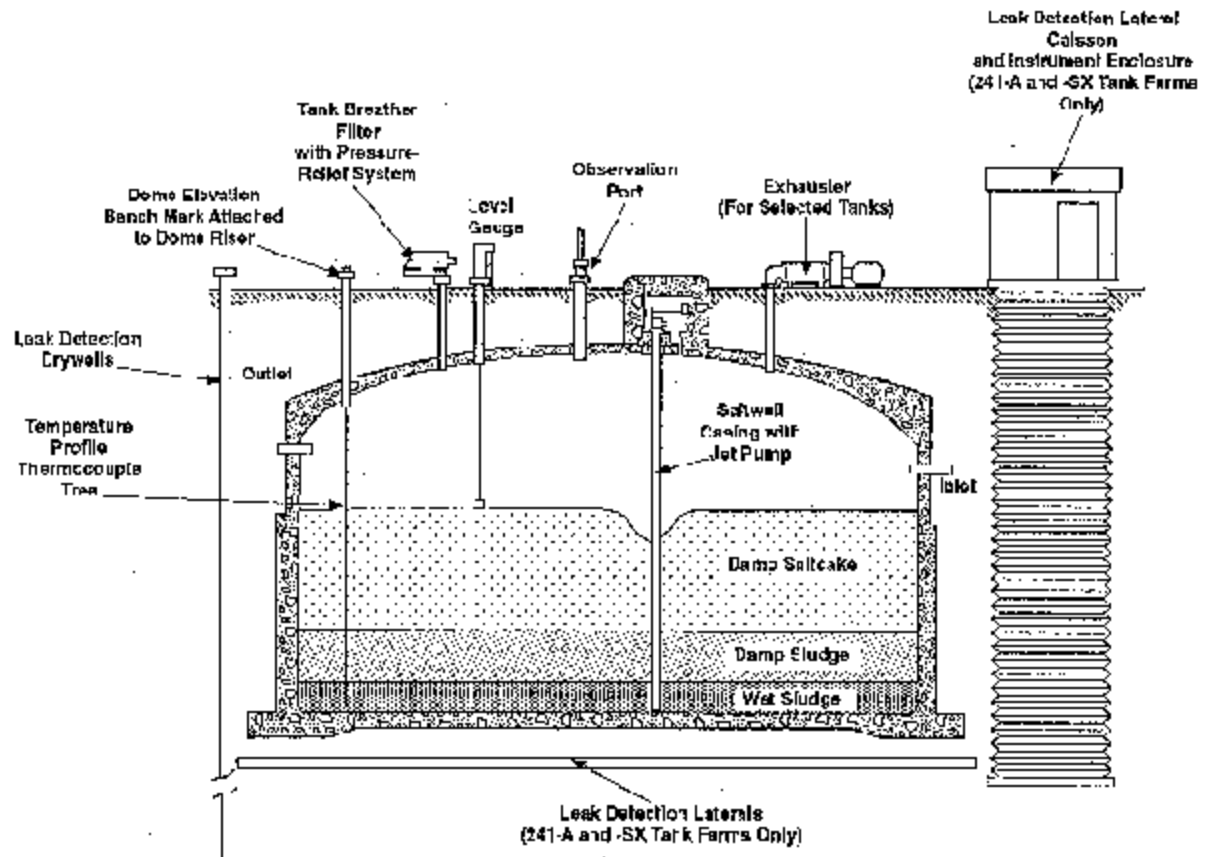 Leak Detection Lateral
Caisson
and Instrument Enclosure
(241-A and -SX Tank Farms
Only)
Tank Breather
Filter
with Pressure-
Relief System
Observation
Port
Exhauster
(For Selected Tanks)
Dome Elevation
Bench Mark Attached
to Dome Riser
Level
Gauge
Leak Detection
Drywells
Outlet
Temperature
Profile
Thermocouple
Tree
Saltwell
Casing with
Jet Pump
Inlet
Damp Saltcake
Damp Sludge
Wet Sludge
Leak Detection Laterals
(241-A and -SX Tank Farms Only)